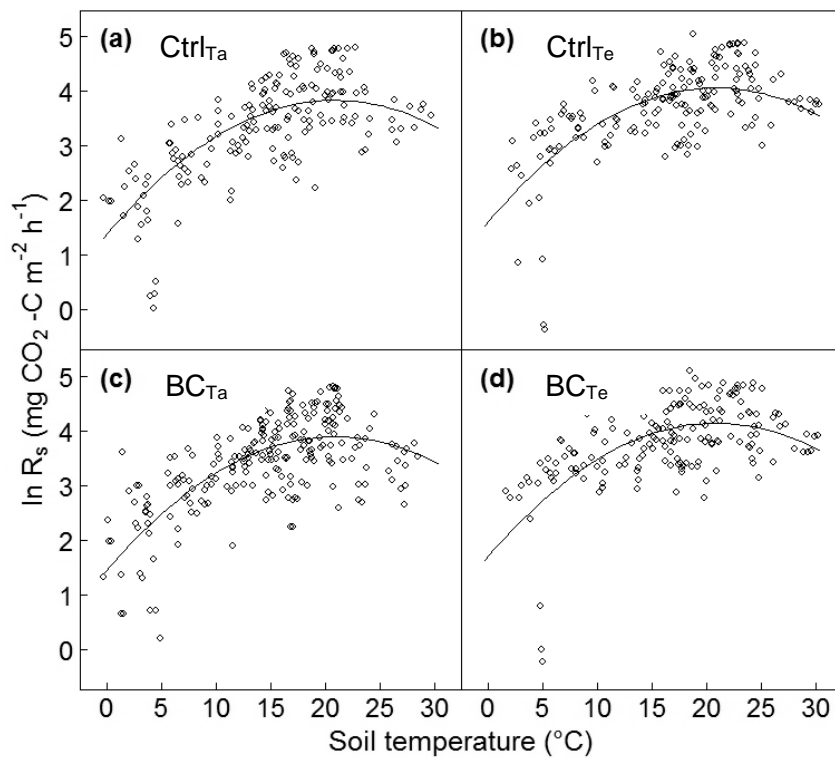 (a) Ctrl_Ta
(b) Ctrl_Te
5
4
3
2
1
0
(c) BC_Ta
(d) BC_Te
5
4
3
2
1
0
ln R_s (mg CO_2 -C m^-2 h^-1)
0 5 10 15 20 25 30 0 5 10 15 20 25 30
Soil temperature (°C)